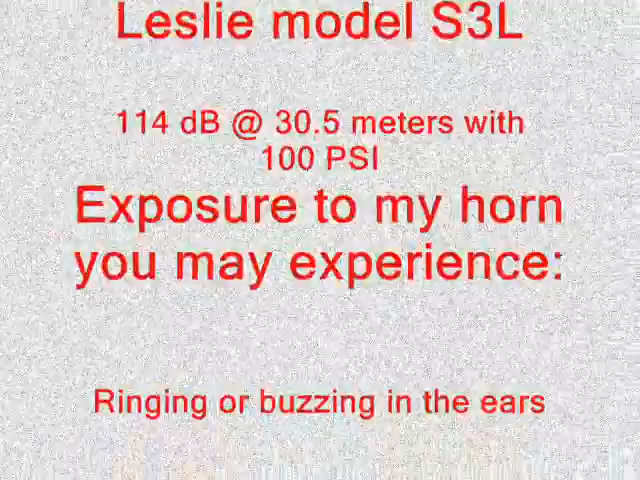 Leslie model S3L
114 dB @ 30.5 meters with
100 PSI
Exposure to my horn
you may experience:
Ringing or buzzing in the ears